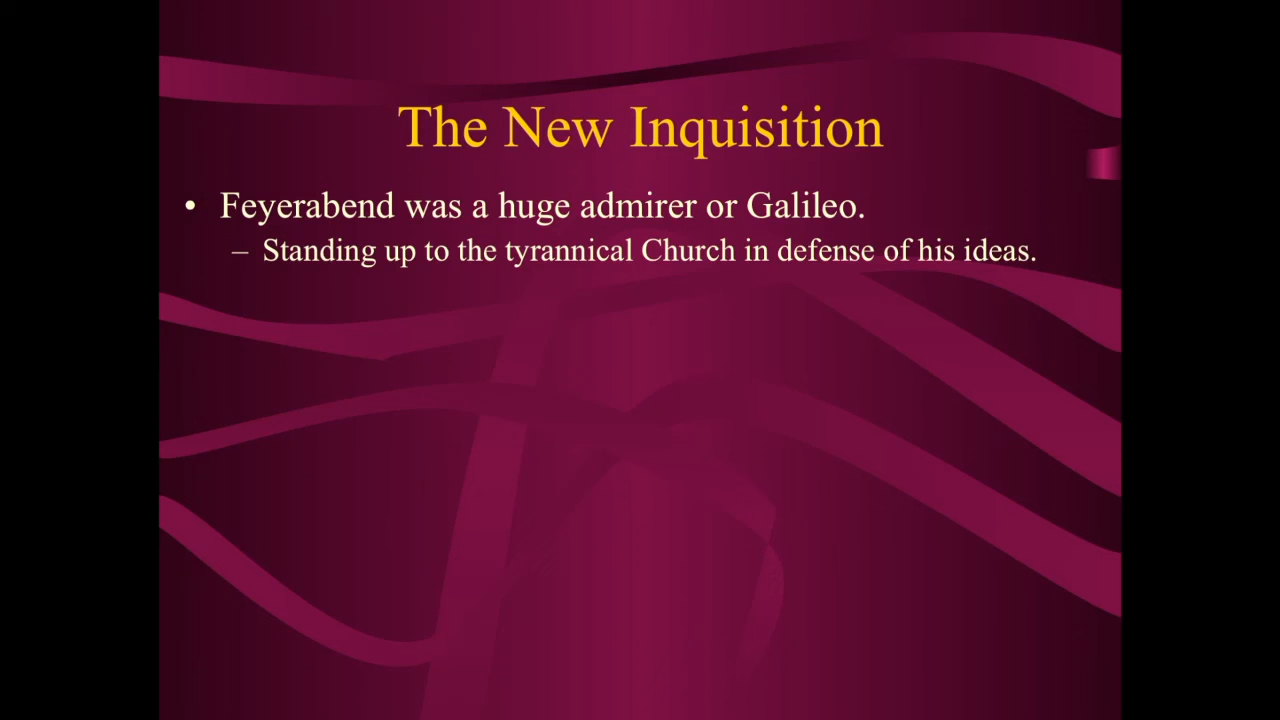 The New Inquisition
• Feyerabend was a huge admirer or Galileo.
– Standing up to the tyrannical Church in defense of his ideas.